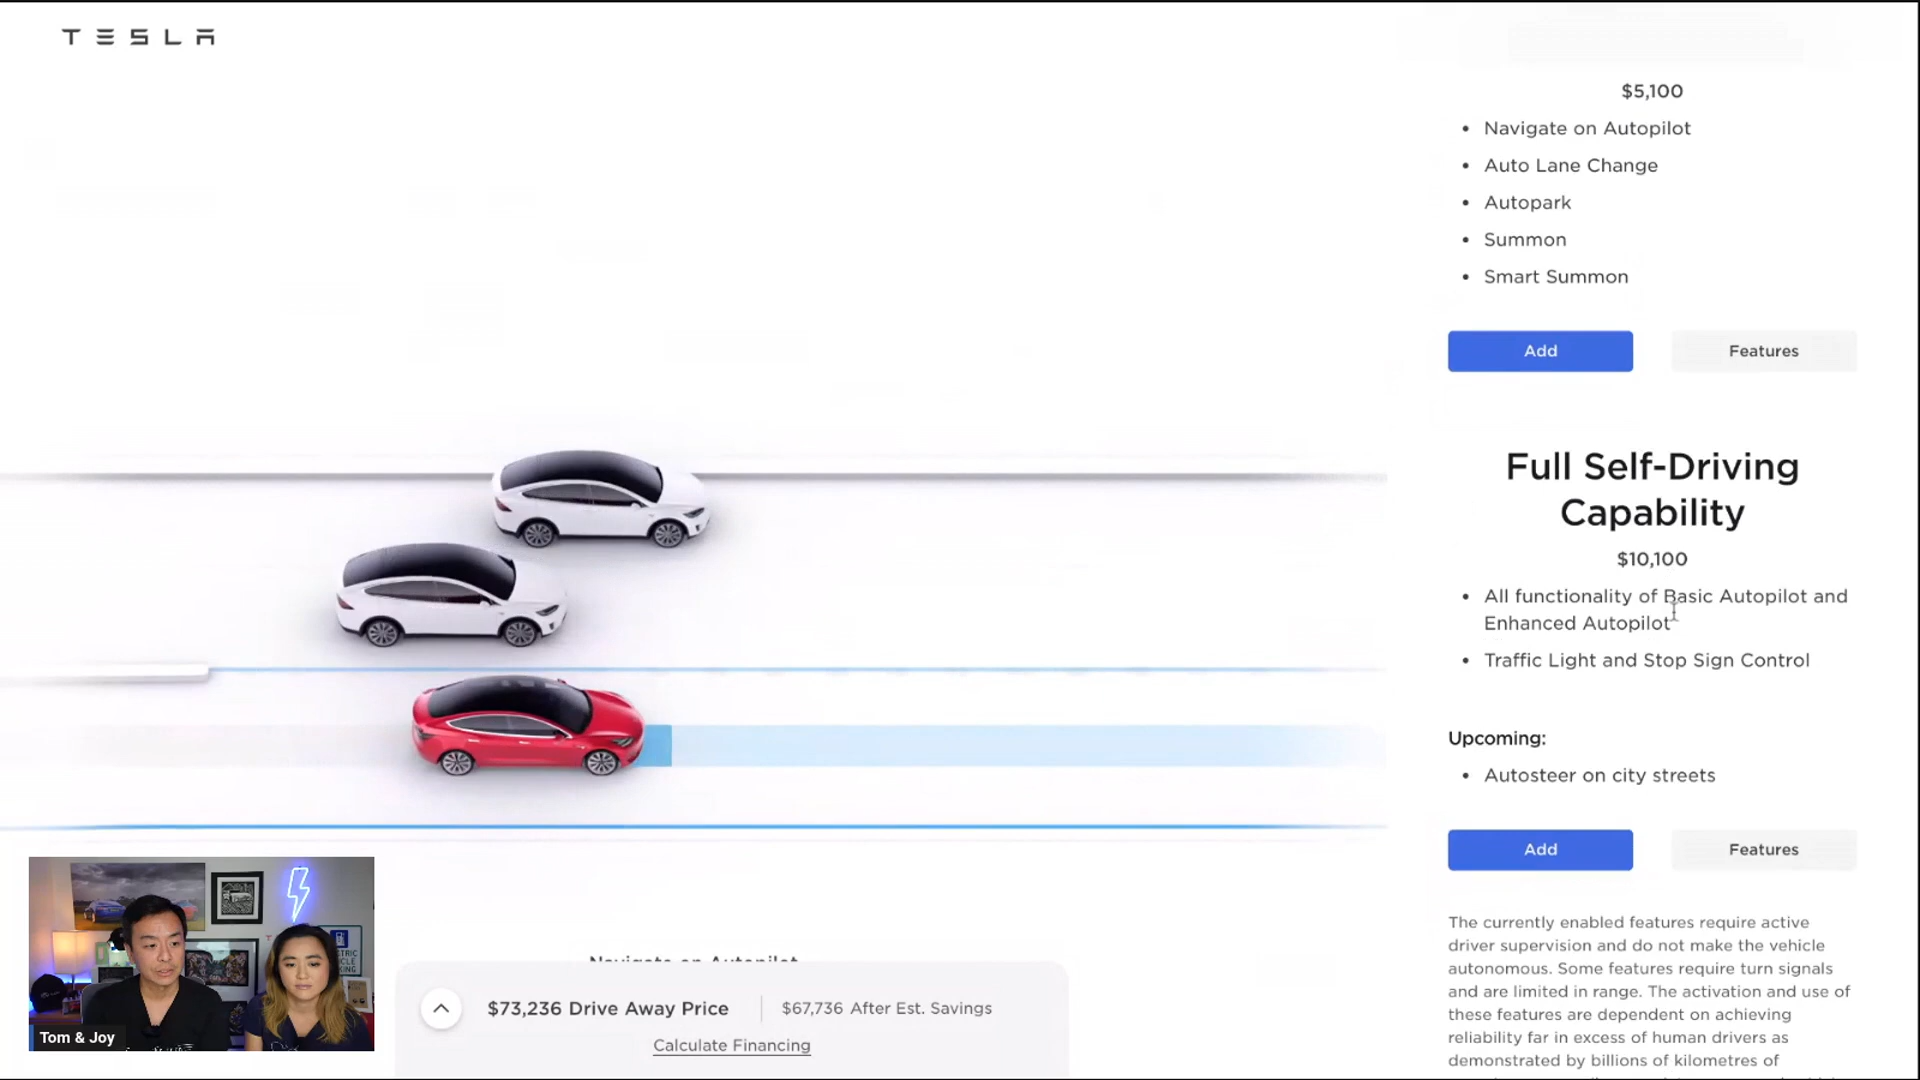 TESLA
$5,100
• Navigate on Autopilot
• Auto Lane Change
• Autopark
• Summon
• Smart Summon
Add
Features
Full Self-Driving
Capability
$10,100
• All functionality of Basic Autopilot and
Enhanced Autopilot
• Traffic Light and Stop Sign Control
Upcoming:
• Autosteer on city streets
Add
Features
The currently enabled features require active
driver supervision and do not make the vehicle
autonomous. Some features require turn signals
and are limited in range. The activation and use of
these features are dependent on achieving
reliability far in excess of human drivers as
demonstrated by billions of kilometres of
Navigate on Autopilot
$73,236 Drive Away Price
$67,736 After Est. Savings
Calculate Financing
Tom & Joy